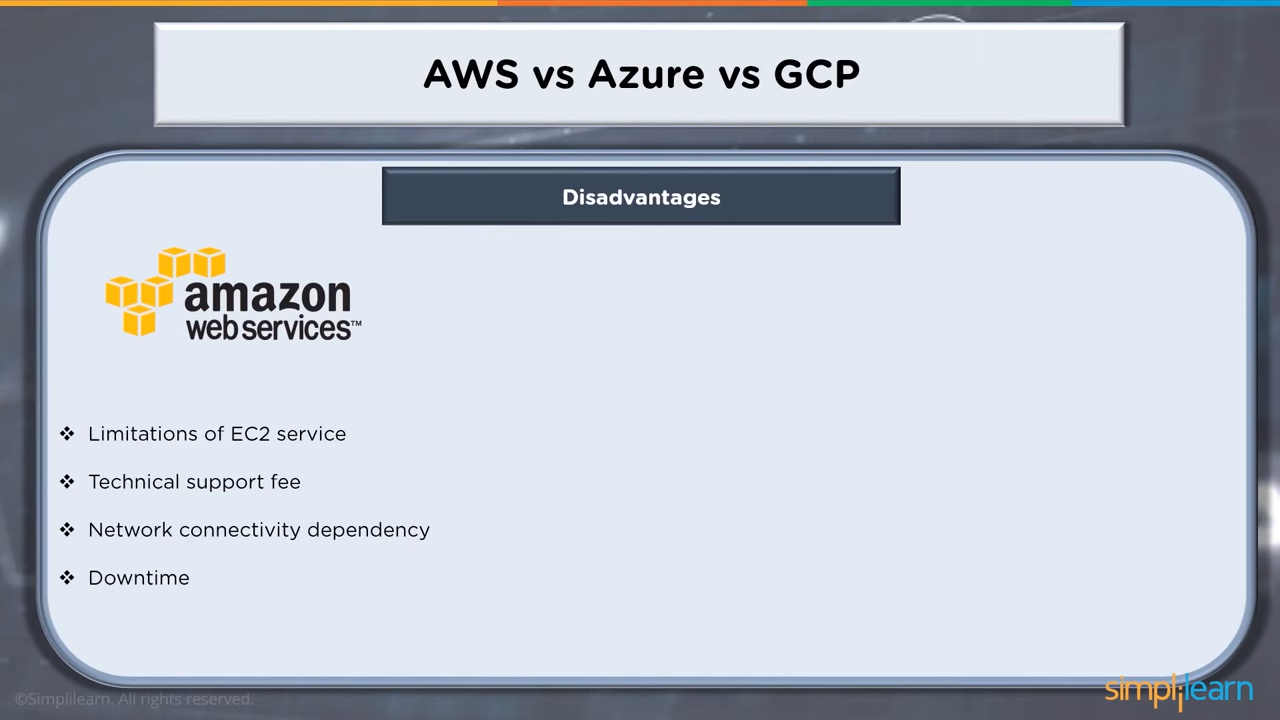 AWS vs Azure vs GCP
Disadvantages
amazon
web services™
❖ Limitations of EC2 service
❖ Technical support fee
❖ Network connectivity dependency
❖ Downtime
©Simplilearn. All rights reserved.
simplilearn